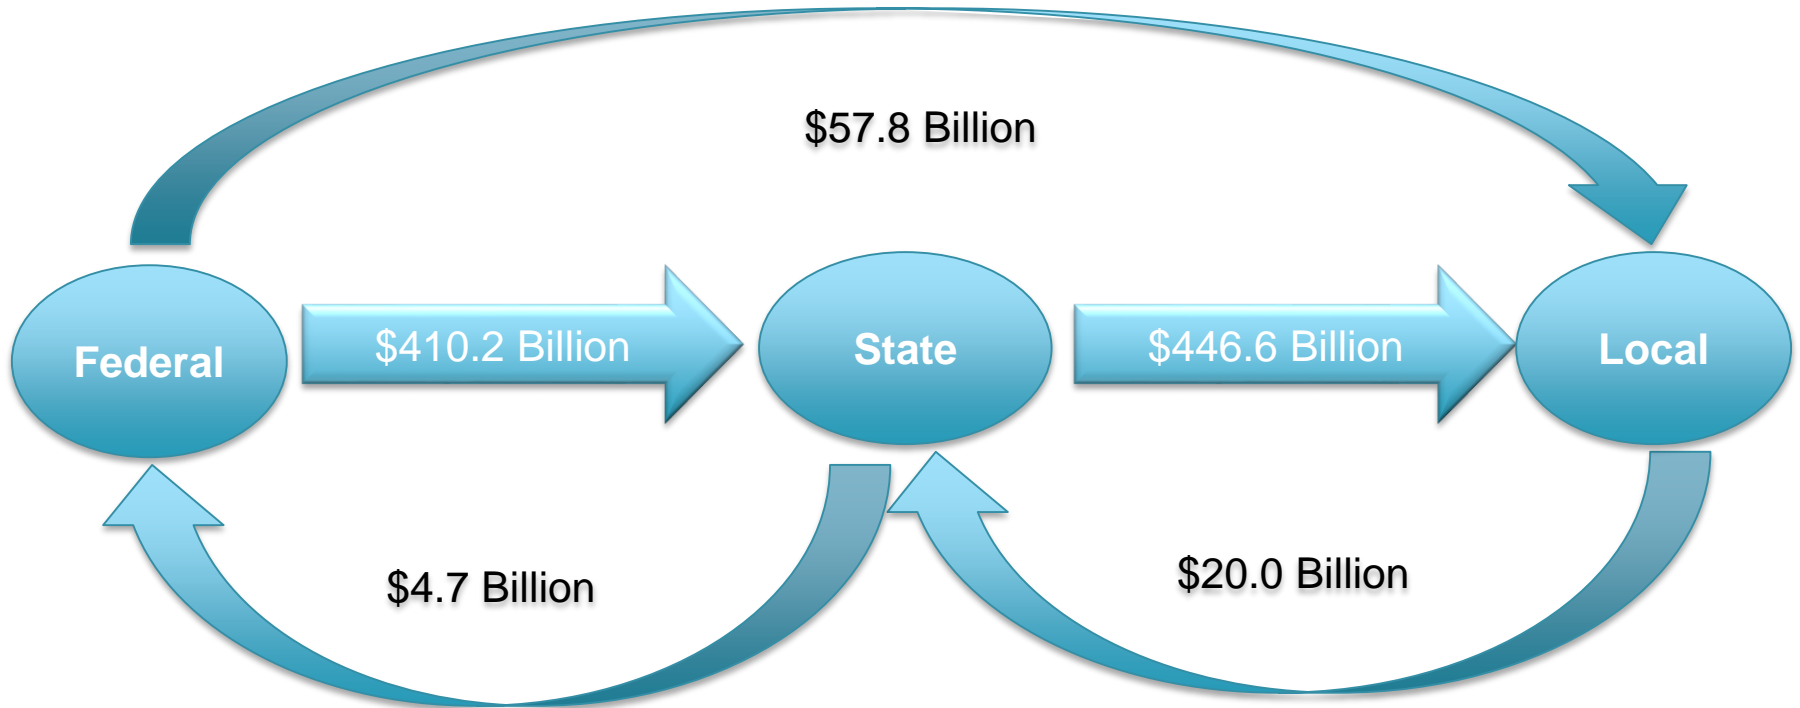 $57.8 Billion
Federal
$410.2 Billion
State
$446.6 Billion
Local
$4.7 Billion
$20.0 Billion